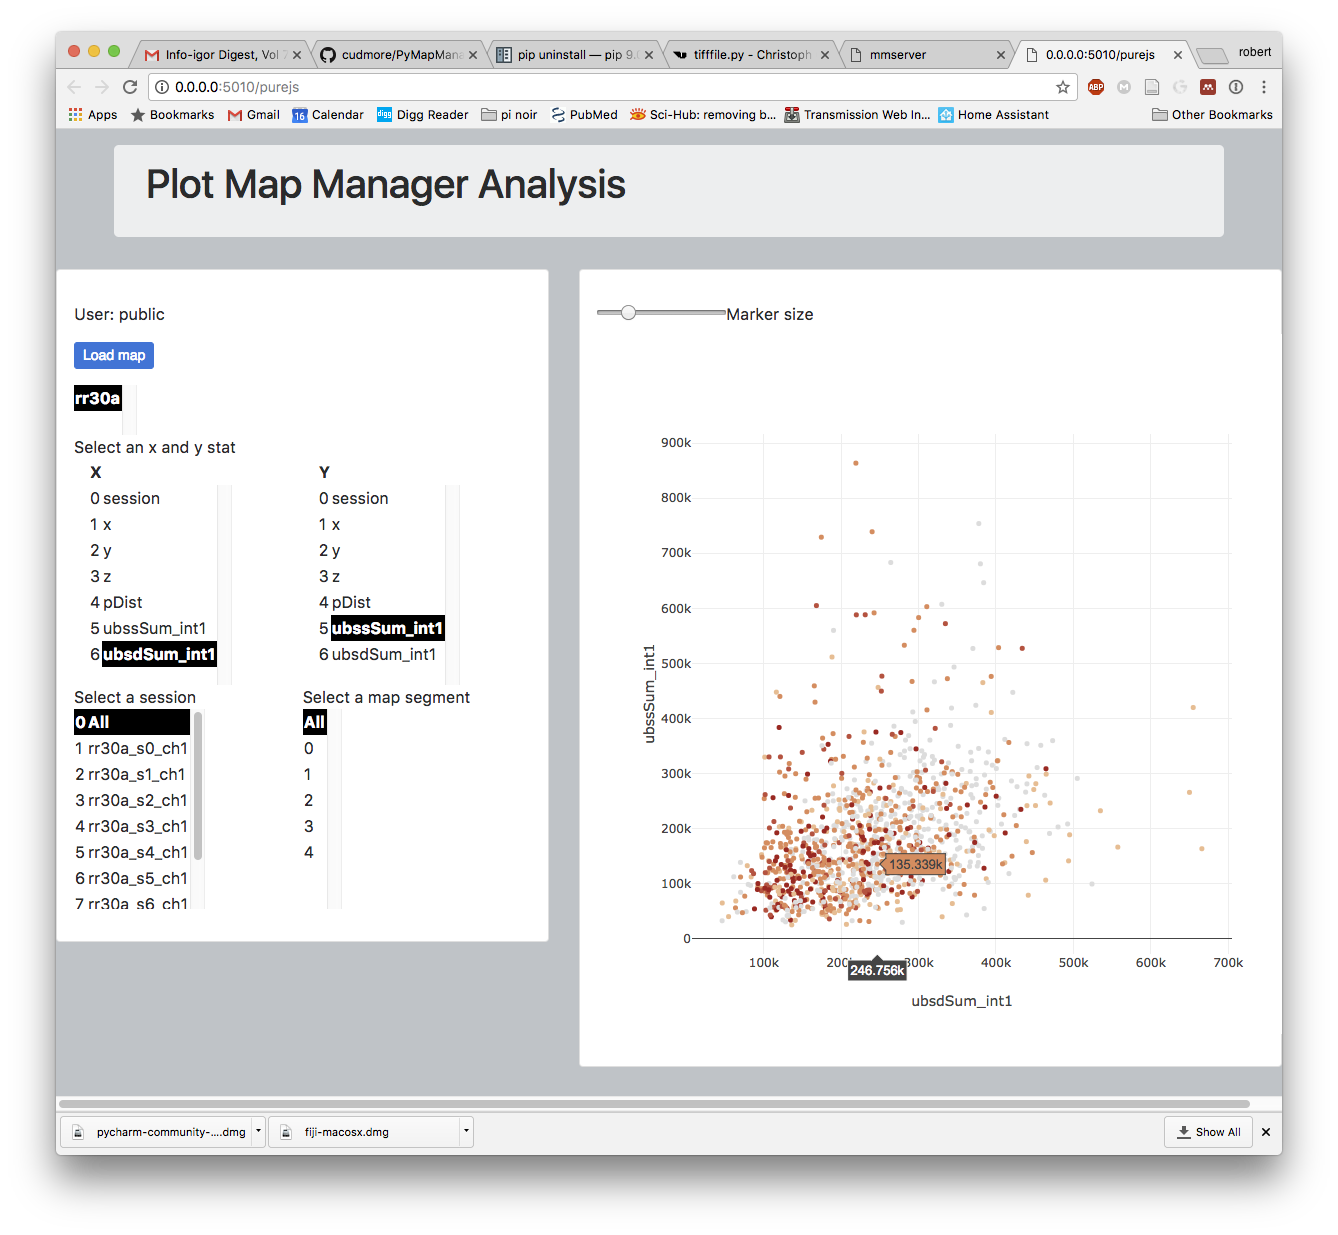 Info-igor Digest, Vol 7
cudmore/PyMapMana
pip uninstall — pip 9.0
tifffile.py - Christoph
mmserver
0.0.0.0:5010/purejs
robert
0.0.0.0:5010/purejs
ABP
Apps
Bookmarks
Gmail
16 Calendar
digg Digg Reader
pi noir
PubMed
Sci-Hub: removing b...
Transmission Web In...
Home Assistant
Other Bookmarks
Plot Map Manager Analysis
User: public
Load map
rr30a
Select an x and y stat
X
0 session
1 x
2 y
3 z
4 pDist
5 ubssSum_int1
6 ubsdSum_int1
Y
0 session
1 x
2 y
3 z
4 pDist
5 ubssSum_int1
6 ubsdSum_int1
Select a session
0 All
1 rr30a_s0_ch1
2 rr30a_s1_ch1
3 rr30a_s2_ch1
4 rr30a_s3_ch1
5 rr30a_s4_ch1
6 rr30a_s5_ch1
7 rr30a_s6_ch1
Select a map segment
All
0
1
2
3
4
Marker size
900k
800k
700k
600k
500k
400k
300k
200k
100k
0
ubssSum_int1
135.339k
100k
200k
300k
400k
500k
600k
700k
246.756k
ubsdSum_int1
pycharm-community-....dmg
fiji-macosx.dmg
Show All